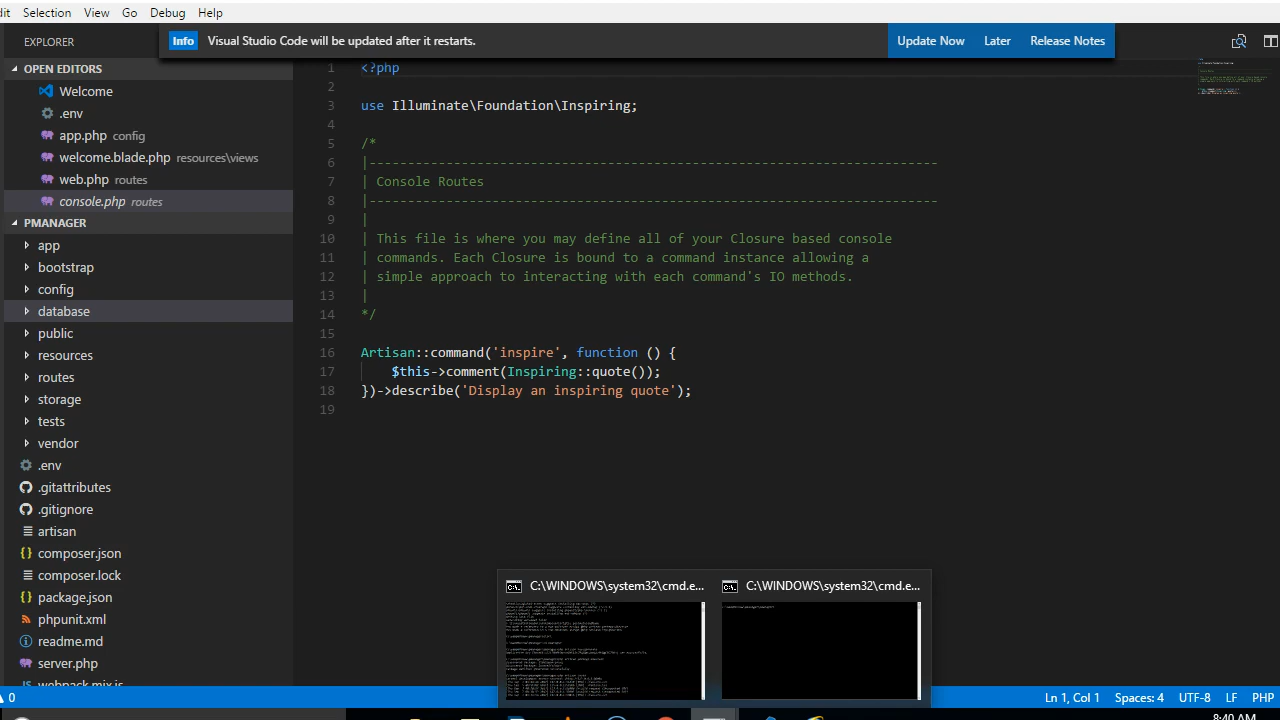 dit Selection View Go Debug Help
EXPLORER
Info Visual Studio Code will be updated after it restarts. Update Now Later Release Notes
OPEN EDITORS
Welcome
.env
app.php config
welcome.blade.php resources\views
web.php routes
console.php routes
PMANAGER
app
bootstrap
config
database
public
resources
routes
storage
tests
vendor
.env
.gitattributes
.gitignore
artisan
composer.json
composer.lock
package.json
phpunit.xml
readme.md
server.php
1 <?php
2
3 use Illuminate\Foundation\Inspiring;
4
5 /*
6 |--------------------------------------------------------------------------
7 | Console Routes
8 |--------------------------------------------------------------------------
9 |
10 | This file is where you may define all of your Closure based console
11 | commands. Each Closure is bound to a command instance allowing a
12 | simple approach to interacting with each command's IO methods.
13 |
14 */
15
16 Artisan::command('inspire', function () {
17 $this->comment(Inspiring::quote());
18 })->describe('Display an inspiring quote');
19
C:\WINDOWS\system32\cmd.e...
C:\WINDOWS\system32\cmd.e...
0
Ln 1, Col 1 Spaces: 4 UTF-8 LF PHP
8:40 AM